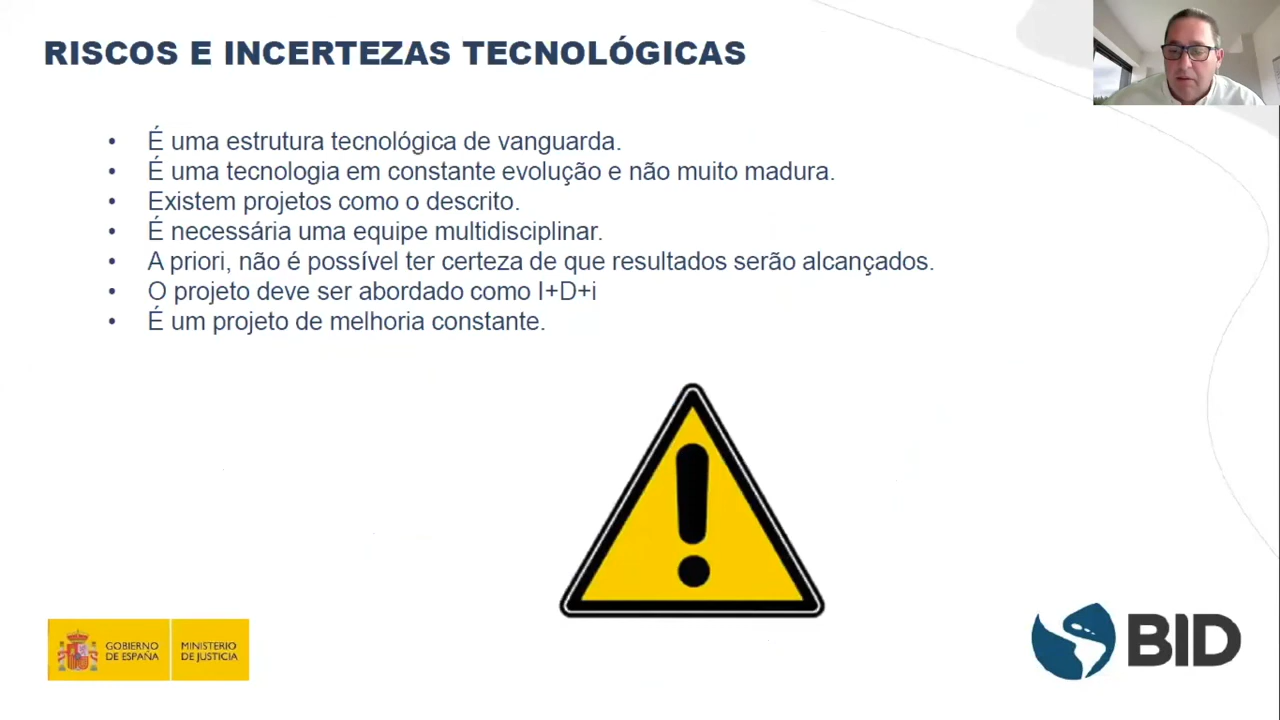 RISCOS E INCERTEZAS TECNOLÓGICAS
• É uma estrutura tecnológica de vanguarda.
• É uma tecnologia em constante evolução e não muito madura.
• Existem projetos como o descrito.
• É necessária uma equipe multidisciplinar.
• A priori, não é possível ter certeza de que resultados serão alcançados.
• O projeto deve ser abordado como I+D+i
• É um projeto de melhoria constante.
!
GOBIERNO
DE ESPAÑA
MINISTERIO
DE JUSTICIA
BID